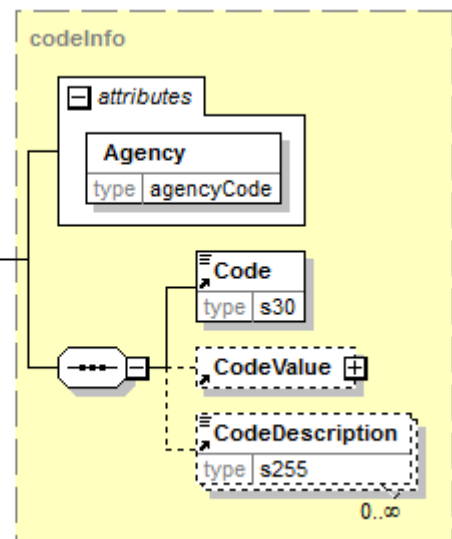 codeInfo
attributes
Agency
type agencyCode
Code
type s30
CodeValue
CodeDescription
type s255
0..∞